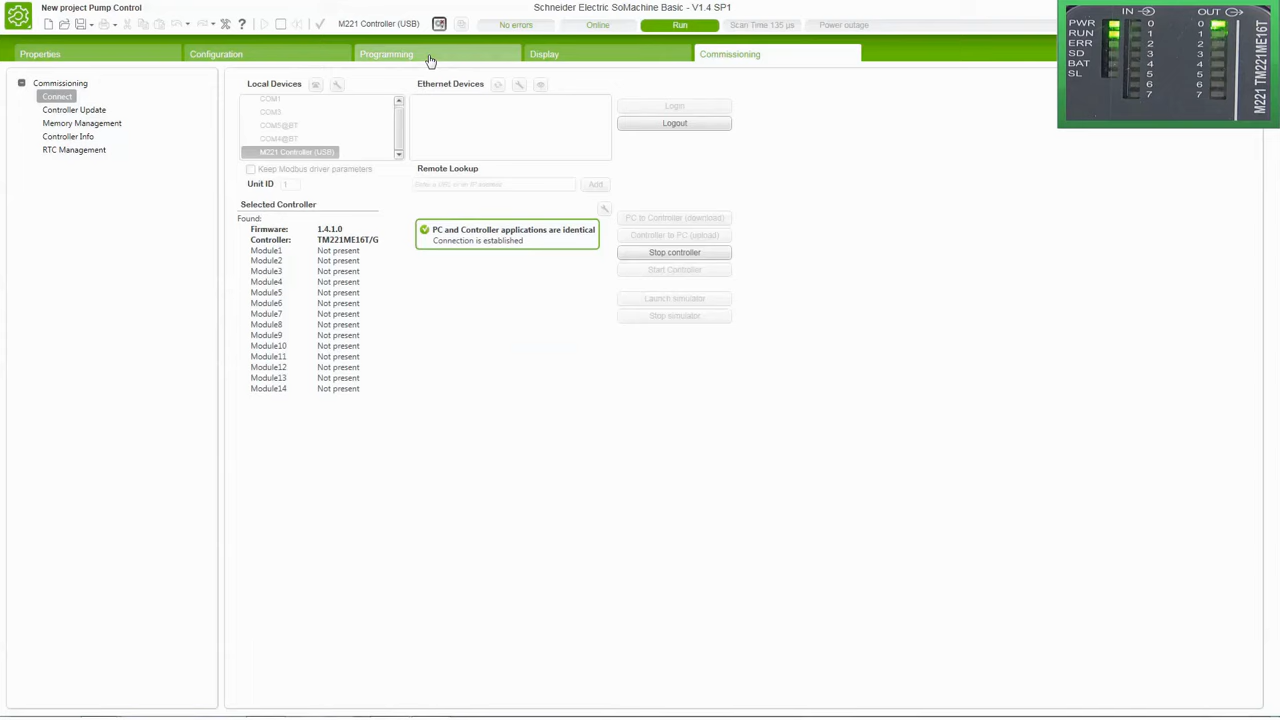 New project Pump Control
Schneider Electric SoMachine Basic - V1.4 SP1
M221 Controller (USB)
No errors
Online
Run
Scan Time 135 µs
Power outage
Properties
Configuration
Programming
Display
Commissioning
Commissioning
Connect
Controller Update
Memory Management
Controller Info
RTC Management
Local Devices
COM1
COM3
COM5@BT
COM4@BT
M221 Controller (USB)
Keep Modbus driver parameters
Unit ID 1
Ethernet Devices
Remote Lookup
Add
Login
Logout
Selected Controller
Found:
Firmware: 1.4.1.0
Controller: TM221ME16T/G
Module1 Not present
Module2 Not present
Module3 Not present
Module4 Not present
Module5 Not present
Module6 Not present
Module7 Not present
Module8 Not present
Module9 Not present
Module10 Not present
Module11 Not present
Module12 Not present
Module13 Not present
Module14 Not present
PC and Controller applications are identical
Connection is established
PC to Controller (download)
Controller to PC (upload)
Stop controller
Start Controller
Launch simulator
Stop simulator
IN OUT
PWR 0 0
RUN 1 1
ERR 2 2
SD 3 3
BAT 4 4
SL 5 5
6 6
7 7
M221 TM221ME16T